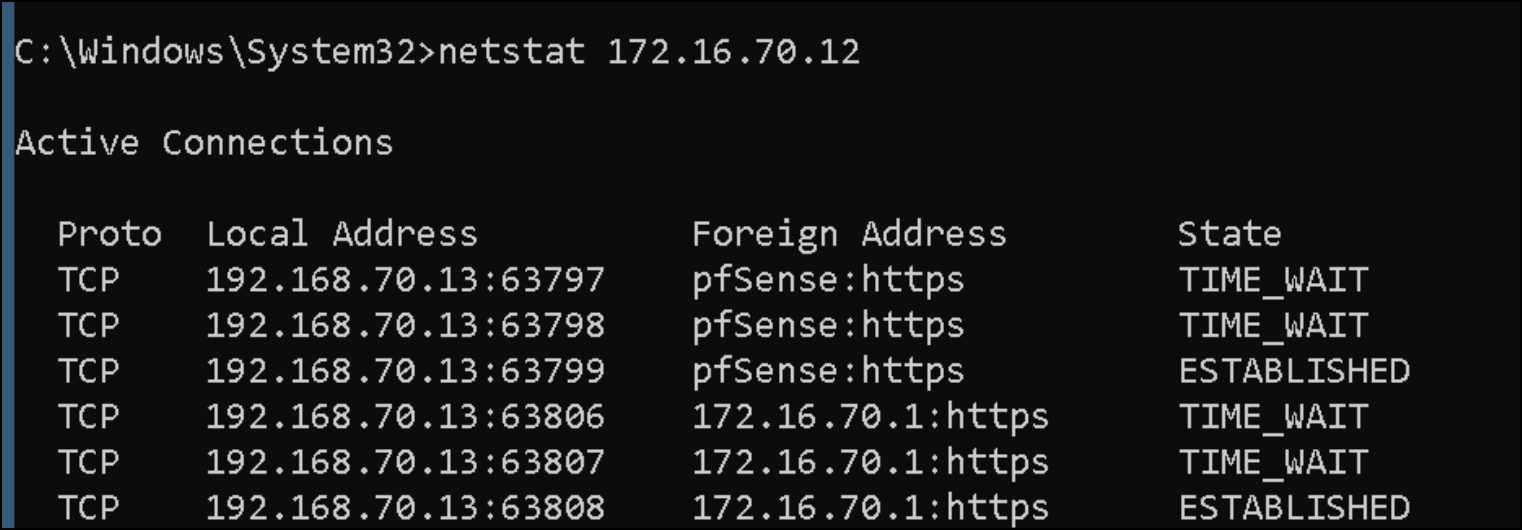 C:\Windows\System32>netstat 172.16.70.12
Active Connections
Proto Local Address Foreign Address State
TCP 192.168.70.13:63797 pfSense:https TIME_WAIT
TCP 192.168.70.13:63798 pfSense:https TIME_WAIT
TCP 192.168.70.13:63799 pfSense:https ESTABLISHED
TCP 192.168.70.13:63806 172.16.70.1:https TIME_WAIT
TCP 192.168.70.13:63807 172.16.70.1:https TIME_WAIT
TCP 192.168.70.13:63808 172.16.70.1:https ESTABLISHED